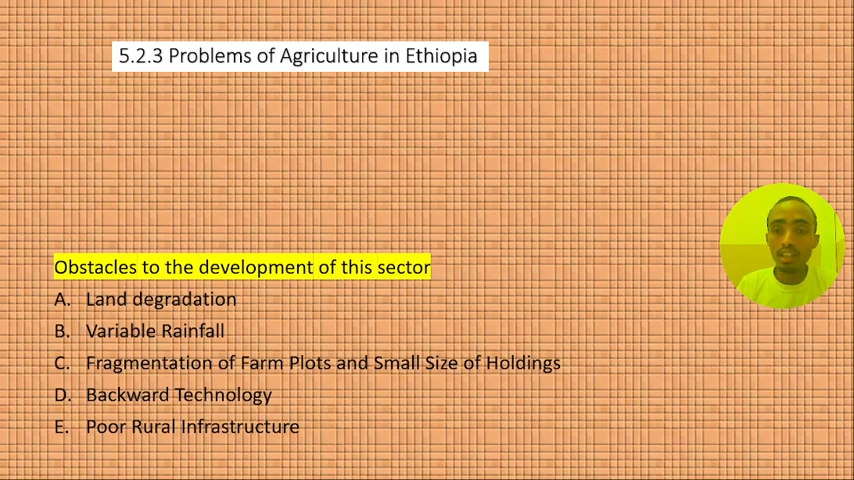 5.2.3 Problems of Agriculture in Ethiopia
Obstacles to the development of this sector
A. Land degradation
B. Variable Rainfall
C. Fragmentation of Farm Plots and Small Size of Holdings
D. Backward Technology
E. Poor Rural Infrastructure